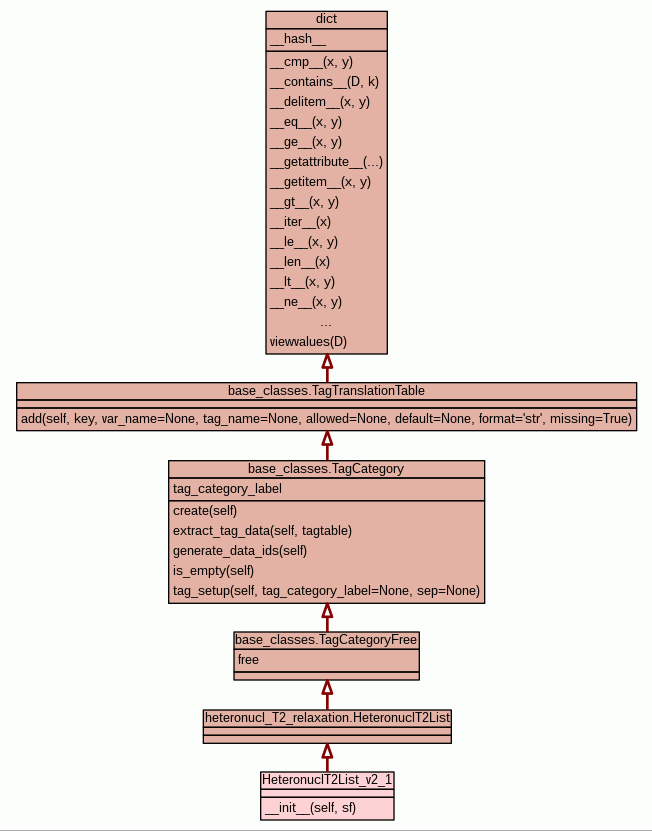 dict
__hash__
__cmp__(x, y)
__contains__(D, k)
__delitem__(x, y)
__eq__(x, y)
__ge__(x, y)
__getattribute__(...)
__getitem__(x, y)
__gt__(x, y)
__iter__(x)
__le__(x, y)
__len__(x)
__lt__(x, y)
__ne__(x, y)
...
viewvalues(D)
base_classes.TagTranslationTable
add(self, key, var_name=None, tag_name=None, allowed=None, default=None, format='str', missing=True)
base_classes.TagCategory
tag_category_label
create(self)
extract_tag_data(self, tagtable)
generate_data_ids(self)
is_empty(self)
tag_setup(self, tag_category_label=None, sep=None)
base_classes.TagCategoryFree
free
heteronucl_T2_relaxation.HeteronuclT2List
HeteronuclT2List_v2_1
__init__(self, sf)